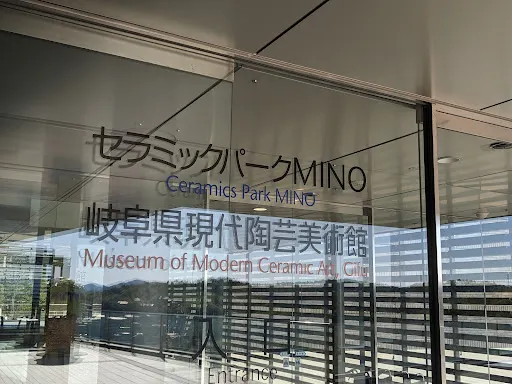 セラミックパークMINO
Ceramics Park MINO
岐阜県現代陶芸美術館
Museum of Modern Ceramic Art, Gifu
入口
Entrance